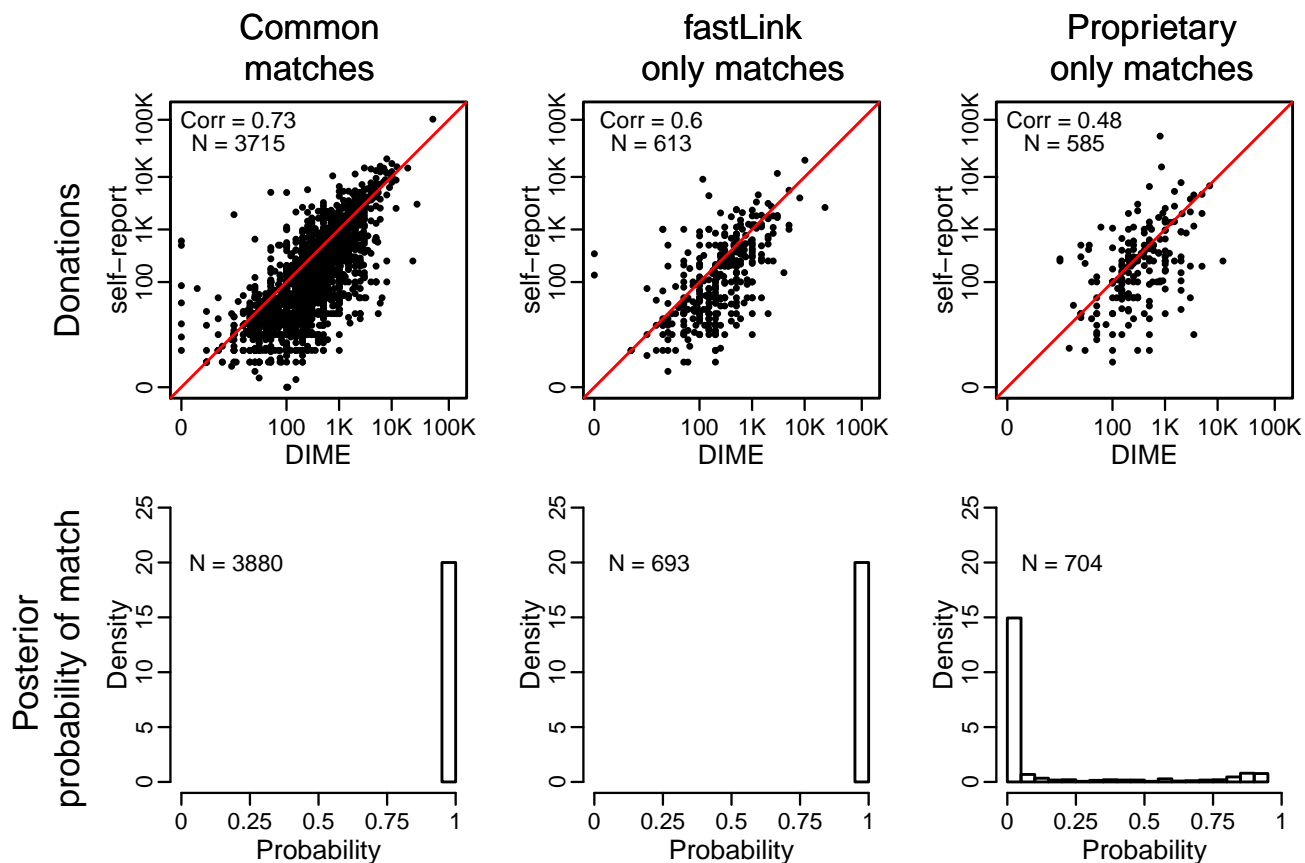 Common
matches
fastLink
only matches
Proprietary
only matches
Donations
self−report
0 100 1K 10K 100K
Corr = 0.73
N = 3715
0 100 1K 10K 100K
DIME
self−report
0 100 1K 10K 100K
Corr = 0.6
N = 613
0 100 1K 10K 100K
DIME
self−report
0 100 1K 10K 100K
Corr = 0.48
N = 585
0 100 1K 10K 100K
DIME
Posterior
probability of match
Density
0 5 10 15 20 25
N = 3880
0 0.25 0.5 0.75 1
Probability
Density
0 5 10 15 20 25
N = 693
0 0.25 0.5 0.75 1
Probability
Density
0 5 10 15 20 25
N = 704
0 0.25 0.5 0.75 1
Probability